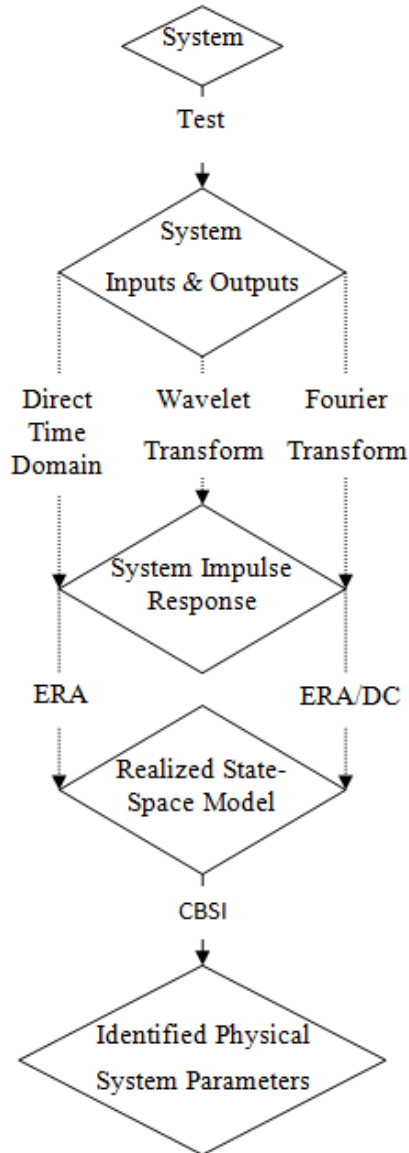 System
Test
System
Inputs & Outputs
Direct
Time
Domain
Wavelet
Transform
Fourier
Transform
System Impulse
Response
ERA
ERA/DC
Realized State-
Space Model
CBSI
Identified Physical
System Parameters